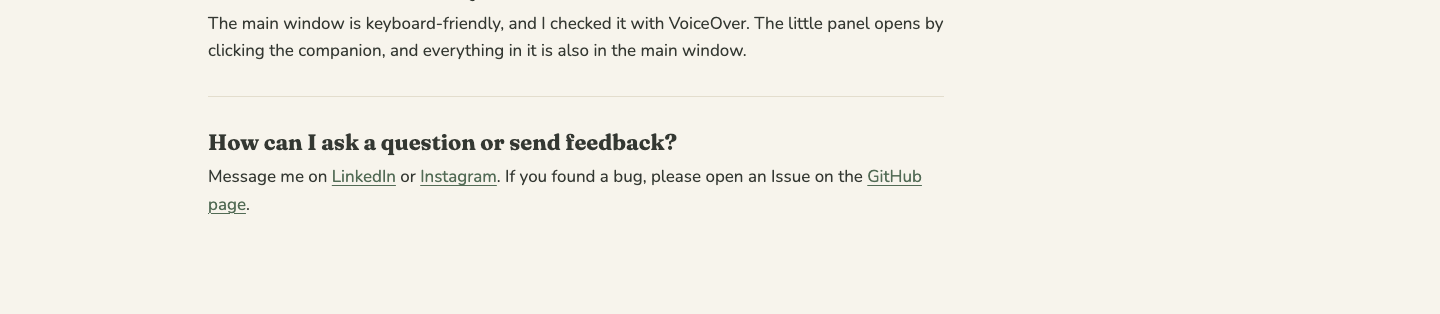 The main window is keyboard-friendly, and I checked it with VoiceOver. The little panel opens by
clicking the companion, and everything in it is also in the main window.
How can I ask a question or send feedback?
Message me on LinkedIn or Instagram. If you found a bug, please open an Issue on the GitHub
page.